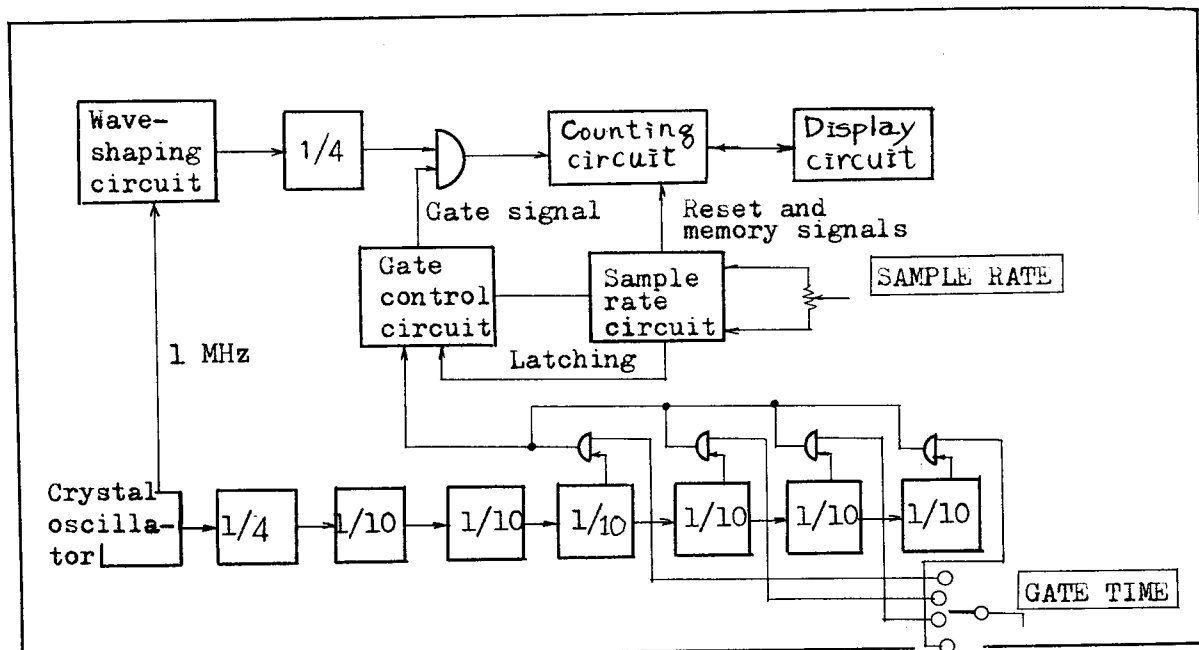 Wave-
shaping
circuit
1/4
Counting
circuit
Display
circuit
Gate signal
Reset and
memory signals
Gate
control
circuit
Sample
rate
circuit
SAMPLE RATE
1 MHz
Latching
Crystal
oscilla-
tor
1/4
1/10
1/10
1/10
1/10
1/10
1/10
GATE TIME